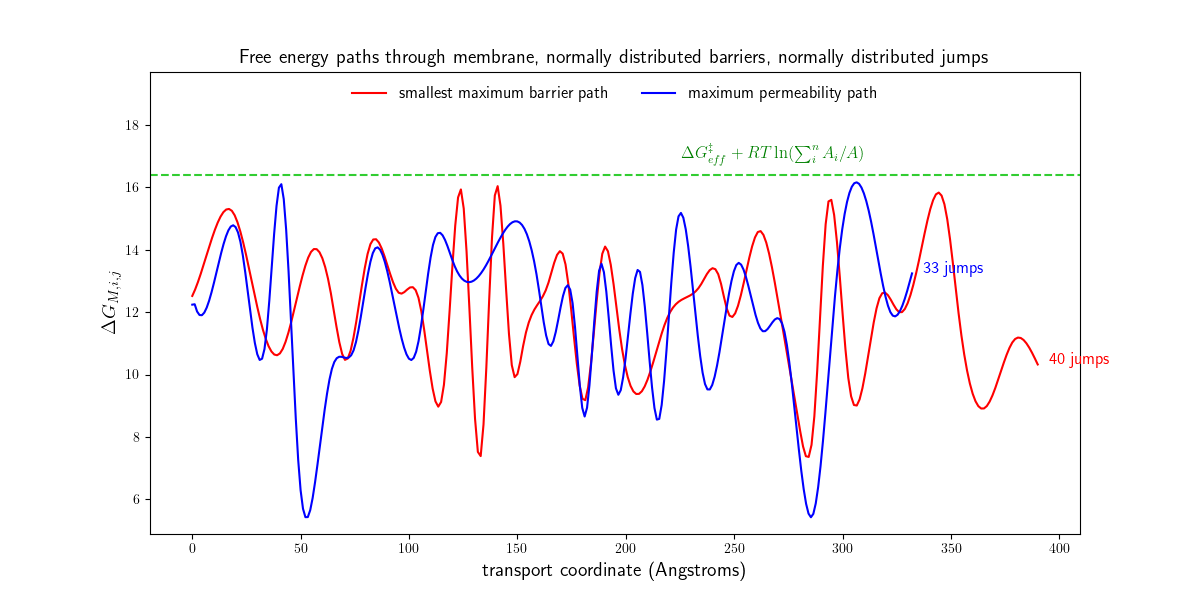 Free energy paths through membrane, normally distributed barriers, normally distributed jumps
smallest maximum barrier path
maximum permeability path
ΔG‡eff + RT ln(∑ⁿᵢ Aᵢ/A)
18
16
14
12
10
8
6
ΔG_{M,i,j}
33 jumps
40 jumps
0 50 100 150 200 250 300 350 400
transport coordinate (Angstroms)